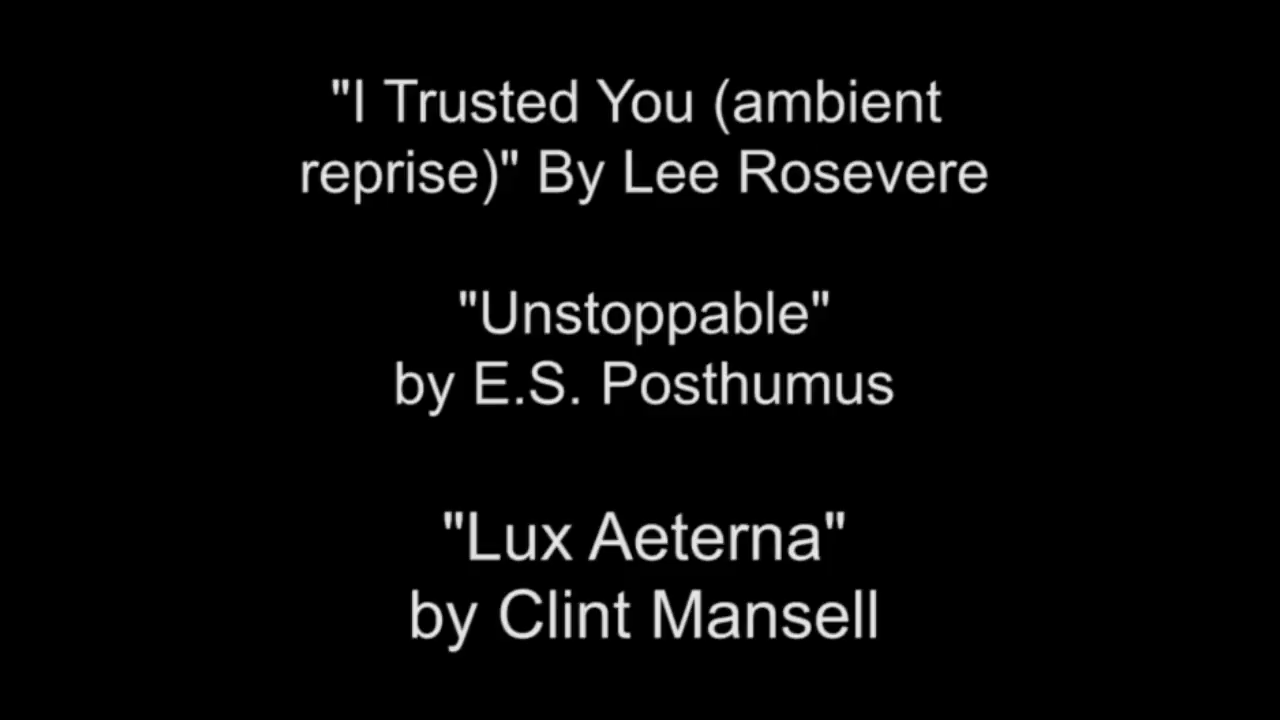 "I Trusted You (ambient
reprise)" By Lee Rosevere
"Unstoppable"
by E.S. Posthumus
"Lux Aeterna"
by Clint Mansell